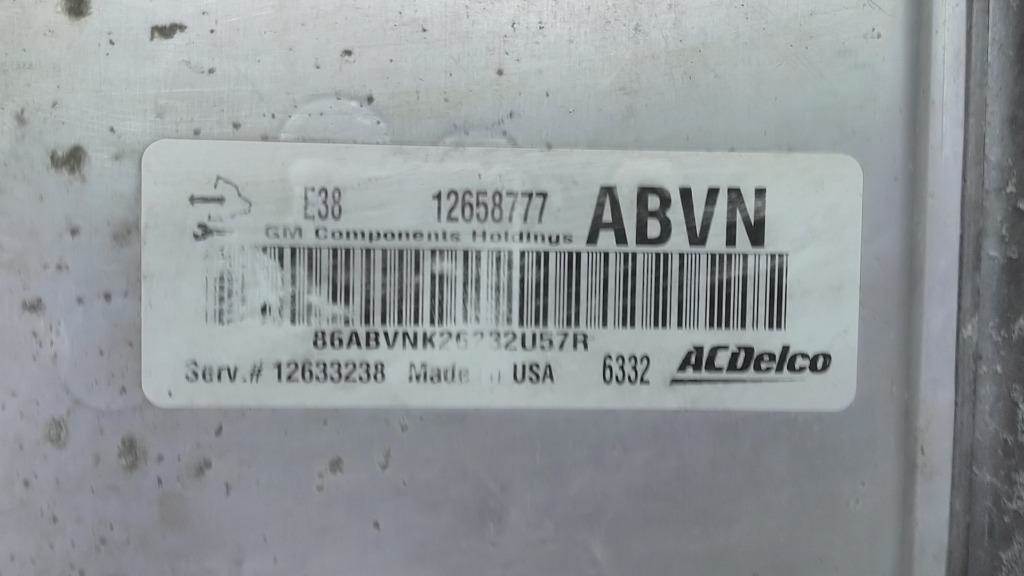 E38 12658777 ABVN
GM Components Holdings
Serv.# 12633238 Made USA 6332 ACDelco